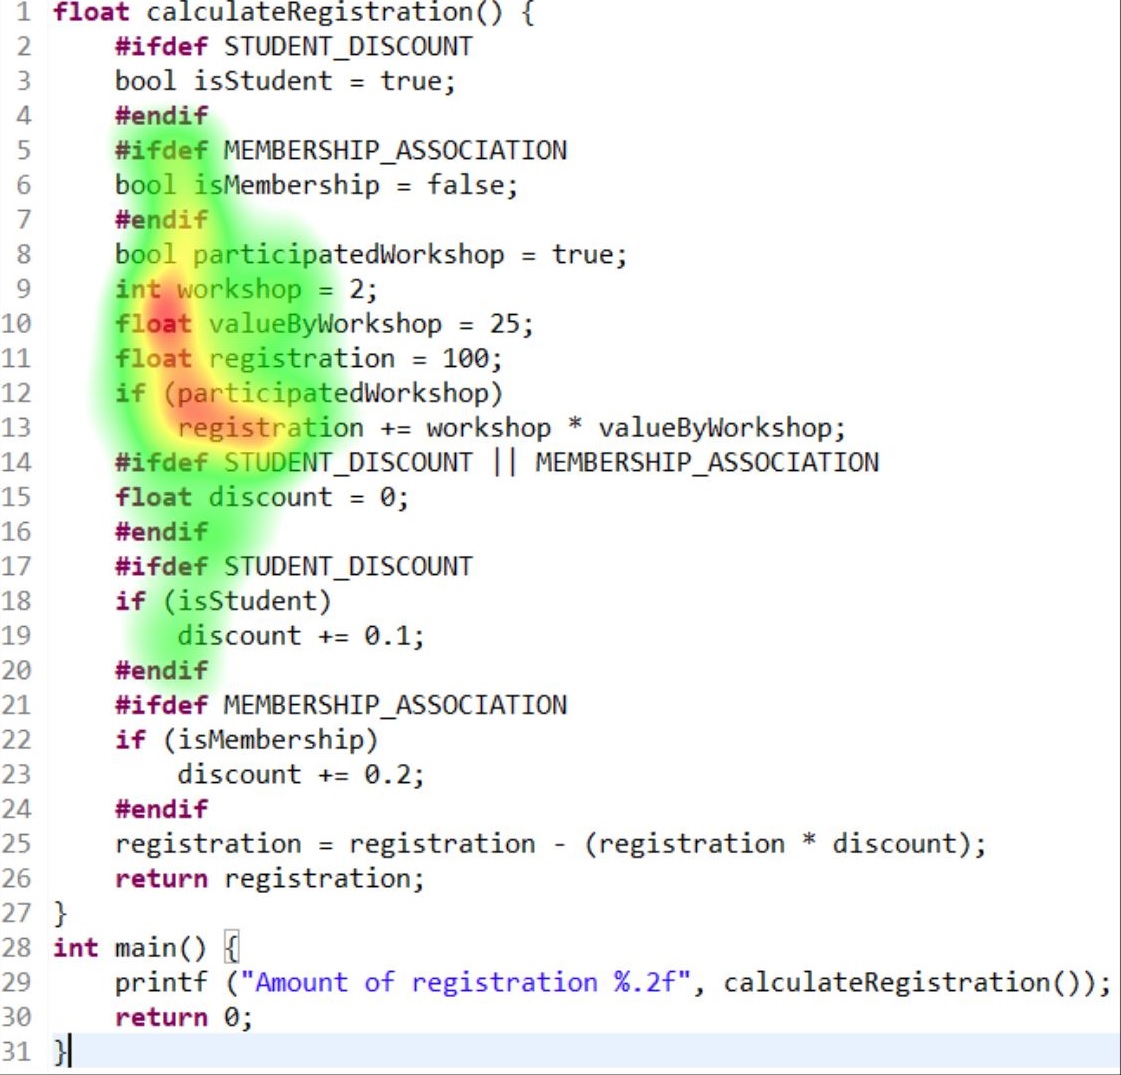 1 float calculateRegistration() {
2 #ifdef STUDENT_DISCOUNT
3 bool isStudent = true;
4 #endif
5 #ifdef MEMBERSHIP_ASSOCIATION
6 bool isMembership = false;
7 #endif
8 bool participatedWorkshop = true;
9 int workshop = 2;
10 float valueByWorkshop = 25;
11 float registration = 100;
12 if (participatedWorkshop)
13 registration += workshop * valueByWorkshop;
14 #ifdef STUDENT_DISCOUNT || MEMBERSHIP_ASSOCIATION
15 float discount = 0;
16 #endif
17 #ifdef STUDENT_DISCOUNT
18 if (isStudent)
19 discount += 0.1;
20 #endif
21 #ifdef MEMBERSHIP_ASSOCIATION
22 if (isMembership)
23 discount += 0.2;
24 #endif
25 registration = registration - (registration * discount);
26 return registration;
27 }
28 int main() {
29 printf ("Amount of registration %.2f", calculateRegistration());
30 return 0;
31 }